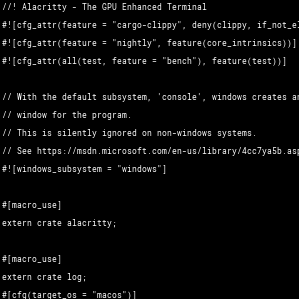 //! Alacritty - The GPU Enhanced Terminal
#![cfg_attr(feature = "cargo-clippy", deny(clippy, if_not_el
#![cfg_attr(feature = "nightly", feature(core_intrinsics))]
#![cfg_attr(all(test, feature = "bench"), feature(test))]
// With the default subsystem, 'console', windows creates an
// window for the program.
// This is silently ignored on non-windows systems.
// See https://msdn.microsoft.com/en-us/library/4cc7ya5b.asp
#![windows_subsystem = "windows"]
#[macro_use]
extern crate alacritty;
#[macro_use]
extern crate log;
#[cfg(target_os = "macos")]